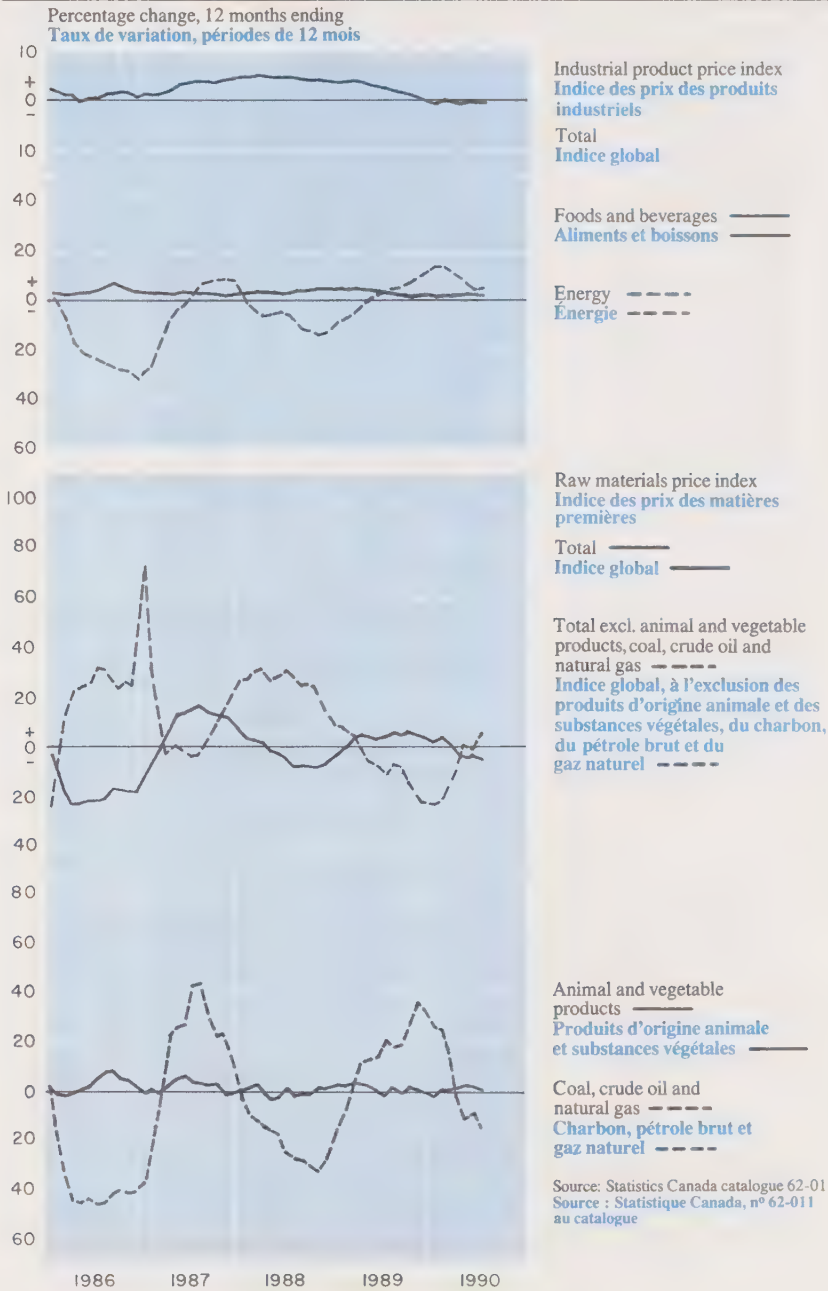 Percentage change, 12 months ending
Taux de variation, périodes de 12 mois
10
+
0
–
10
40
20
+
0
–
20
40
60
Industrial product price index
Indice des prix des produits
industriels
Total
Indice global
Foods and beverages
Aliments et boissons
Energy
Énergie
100
80
60
40
20
+
0
–
20
40
Raw materials price index
Indice des prix des matières
premières
Total
Indice global
Total excl. animal and vegetable
products, coal, crude oil and
natural gas
Indice global, à l'exclusion des
produits d'origine animale et des
substances végétales, du charbon,
du pétrole brut et du
gaz naturel
80
60
40
20
0
20
40
60
Animal and vegetable
products
Produits d'origine animale
et substances végétales
Coal, crude oil and
natural gas
Charbon, pétrole brut et
gaz naturel
Source: Statistics Canada catalogue 62-01
Source : Statistique Canada, nº 62-011
au catalogue
1986 1987 1988 1989 1990